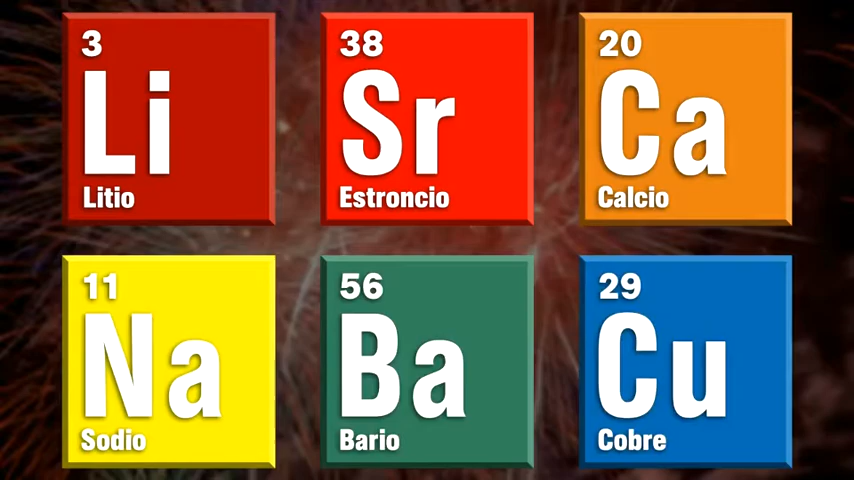 3
Li
Litio
38
Sr
Estroncio
20
Ca
Calcio
11
Na
Sodio
56
Ba
Bario
29
Cu
Cobre